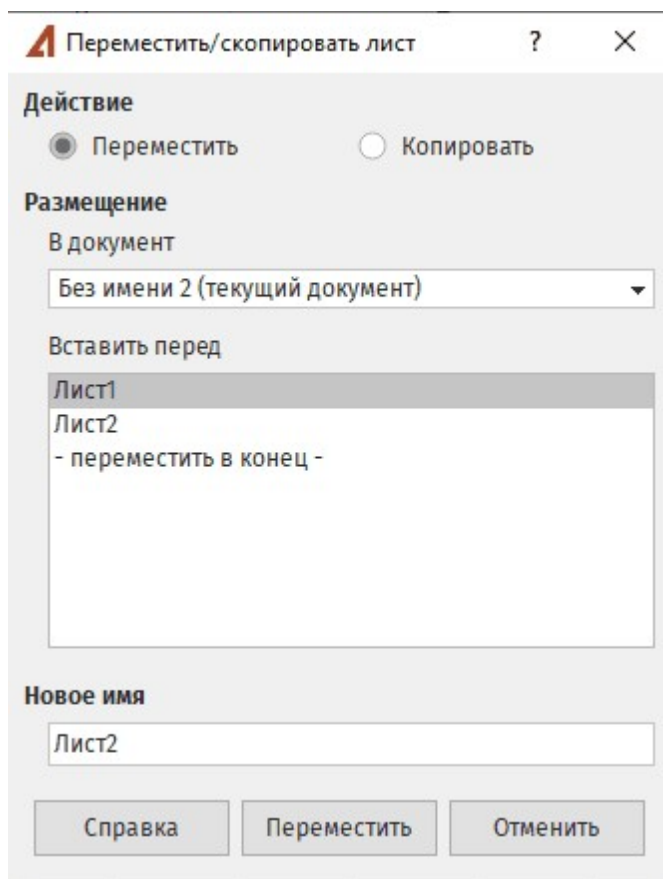 Переместить/скопировать лист ?
Действие
Переместить Копировать
Размещение
В документ
Без имени 2 (текущий документ)
Вставить перед
Лист1
Лист2
- переместить в конец -
Новое имя
Лист2
Справка Переместить Отменить